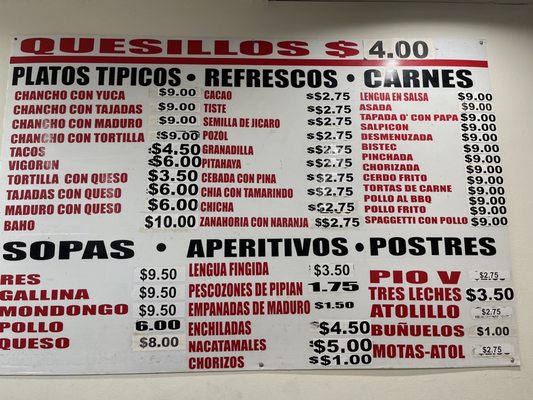 QUESILLOS $ 4.00
PLATOS TIPICOS • REFRESCOS • CARNES
CHANCHO CON YUCA $9.00
CHANCHO CON TAJADAS $9.00
CHANCHO CON MADURO $9.00
CHANCHO CON TORTILLA $9.00
TACOS $4.50
VIGORUN $6.00
TORTILLA CON QUESO $3.50
TAJADAS CON QUESO $6.00
MADURO CON QUESO $6.00
BAHO $10.00
CACAO $$2.75
TISTE $$2.75
SEMILLA DE JICARO $$2.75
POZOL $$2.75
GRANADILLA $$2.75
PITAHAYA $$2.75
CEBADA CON PINA $$2.75
CHIA CON TAMARINDO $$2.75
CHICHA $$2.75
ZANAHORIA CON NARANJA $$2.75
LENGUA EN SALSA $9.00
ASADA $9.00
TAPADA O' CON PAPA $9.00
SALPICON $9.00
DESMENUZADA $9.00
BISTEC $9.00
PINCHADA $9.00
CHORIZADA $9.00
CERDO FRITO $9.00
TORTAS DE CARNE $9.00
POLLO AL BBQ $9.00
POLLO FRITO $9.00
SPAGETTI CON POLLO $9.00
SOPAS • APERITIVOS • POSTRES
RES $9.50
GALLINA $9.50
MONDONGO $9.50
POLLO 6.00
QUESO $8.00
LENGUA FINGIDA $3.50
PESCOZONES DE PIPIAN 1.75
EMPANADAS DE MADURO $1.50
ENCHILADAS $4.50
NACATAMALES $5.00
CHORIZOS $1.00
PIO V $2.75
TRES LECHES $3.50
ATOLILLO $2.75
BUÑUELOS $1.00
MOTAS-ATOL $2.75